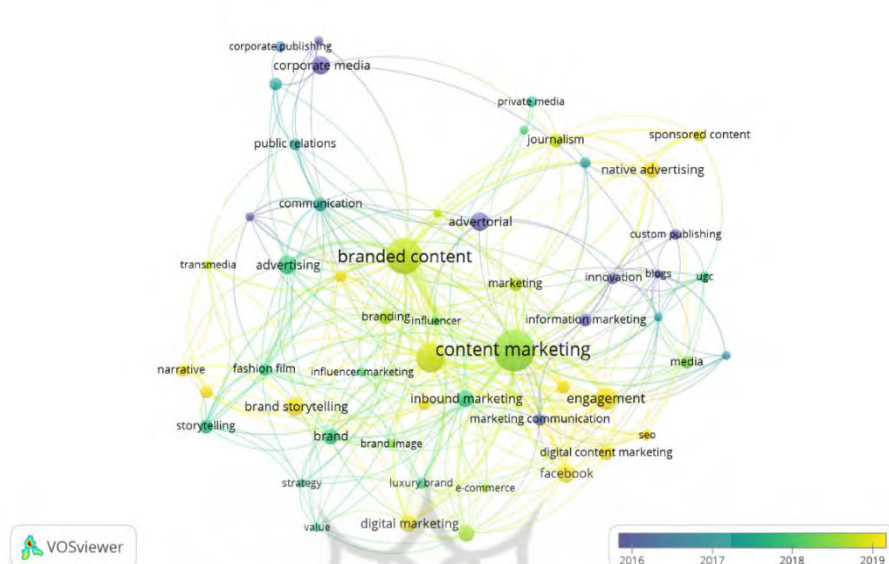 corporate publishing
corporate media
private media
public relations
journalism
sponsored content
native advertising
communication
advertorial
custom publishing
branded content
transmedia
advertising
innovation
blogs
ugc
marketing
branding
influencer
information marketing
content marketing
narrative
fashion film
influencer marketing
media
inbound marketing
engagement
brand storytelling
marketing communication
storytelling
brand
brand image
seo
digital content marketing
facebook
strategy
luxury brand
e-commerce
value
digital marketing
VOSviewer
2016 2017 2018 2019